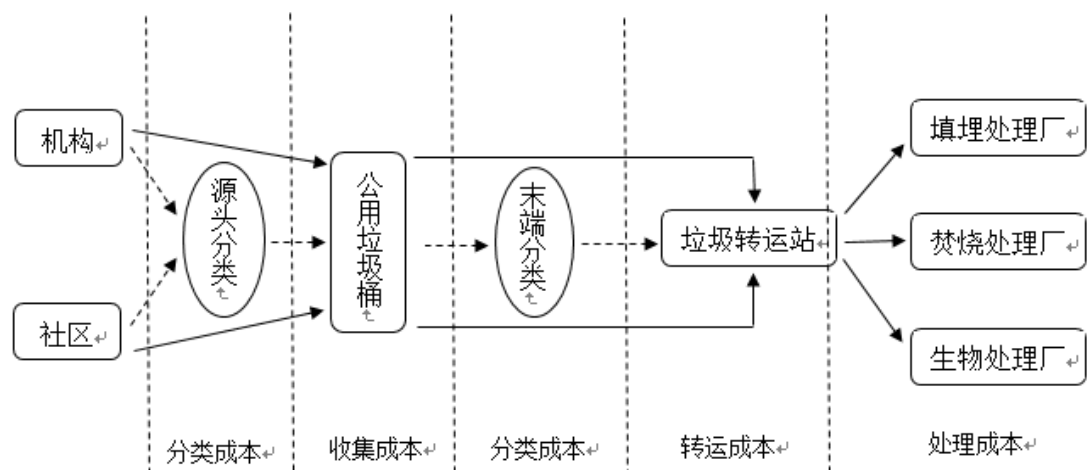 机构
社区
源头分类
公用垃圾桶
末端分类
垃圾转运站
填埋处理厂
焚烧处理厂
生物处理厂
分类成本
收集成本
分类成本
转运成本
处理成本